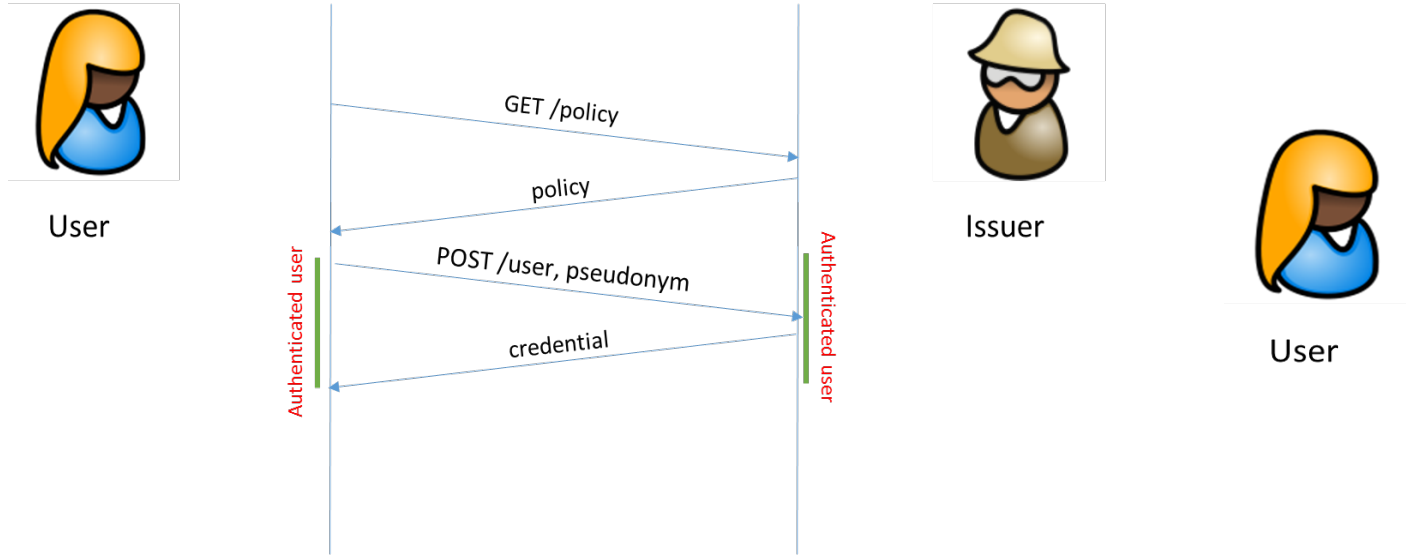 GET /policy
policy
User
Issuer
POST /user, pseudonym
Authenticated user
Authenticated user
credential
User